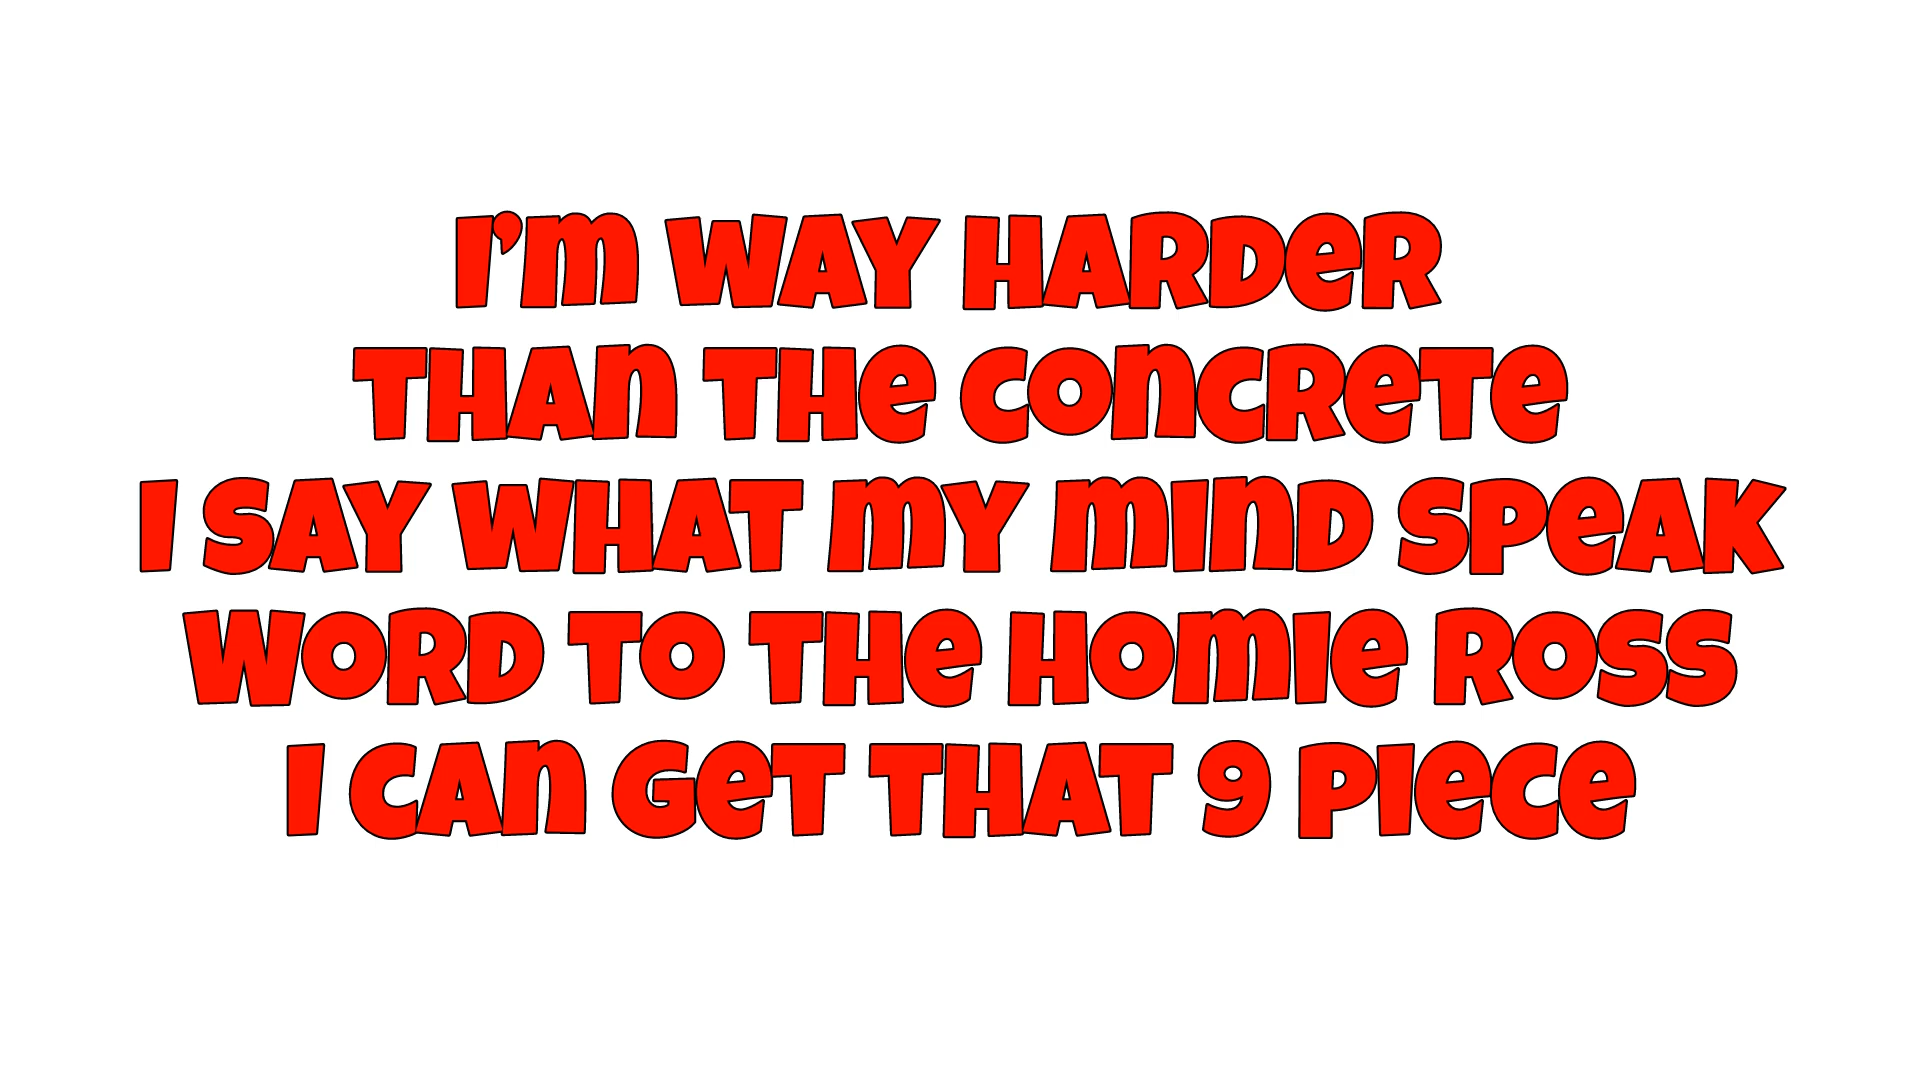 I'm way harder
than the concrete
I say what my mind speak
Word to the homie Ross
I can get that 9 piece